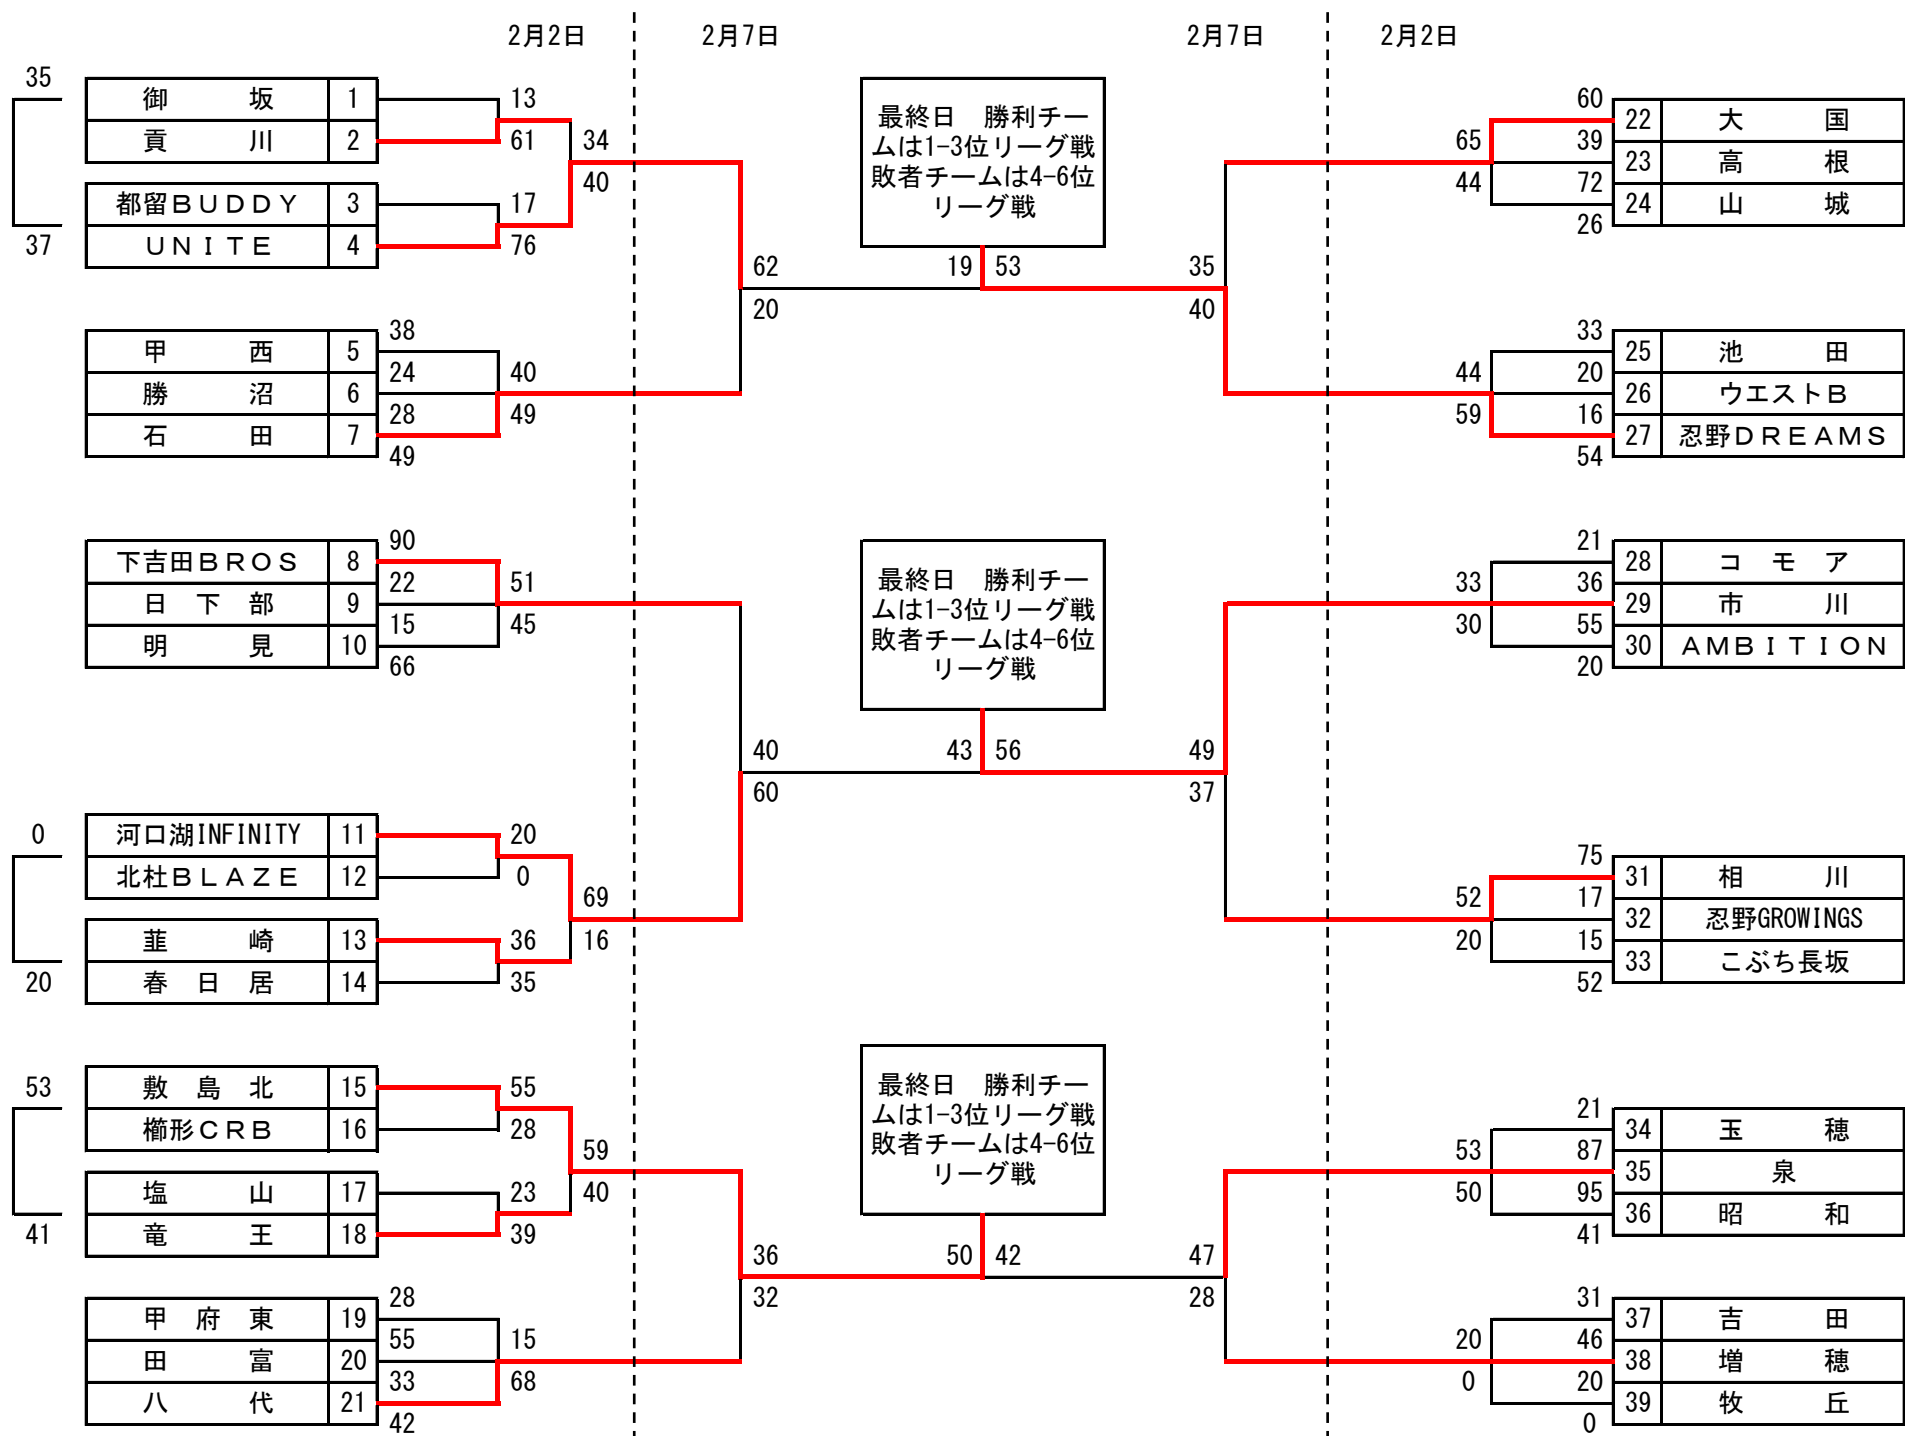 2月2日 2月7日 2月7日 2月2日
35
御 坂 1 13
貢 川 2 61
34
40
都留ＢＵＤＤＹ 3 17
37
ＵＮＩＴＥ 4 76
62
20
38
甲 西 5
24
勝 沼 6
28
石 田 7
49
40
49
90
下吉田ＢＲＯＳ 8
22
日 下 部 9
15
明 見 10
66
51
45
40
60
0
河口湖INFINITY 11 20
北杜ＢＬＡＺＥ 12 0
69
16
韮 崎 13 36
20
春 日 居 14 35
53
敷 島 北 15 55
櫛形ＣＲＢ 16 28
59
40
塩 山 17 23
41
竜 王 18 39
36
32
28
甲 府 東 19
55
田 富 20
33
八 代 21
42
15
68
最終日　勝利チー
ムは1-3位リーグ戦
敗者チームは4-6位
リーグ戦
19 53
最終日　勝利チー
ムは1-3位リーグ戦
敗者チームは4-6位
リーグ戦
43 56
最終日　勝利チー
ムは1-3位リーグ戦
敗者チームは4-6位
リーグ戦
50 42
60
22 大 国
39
23 高 根
72
24 山 城
26
65
44
35
40
33
25 池 田
20
26 ウエストＢ
16
27 忍野ＤＲＥＡＭＳ
54
44
59
21
28 コ モ ア
36
29 市 川
55
30 ＡＭＢＩＴＩＯＮ
20
33
30
49
37
75
31 相 川
17
32 忍野GROWINGS
15
33 こぶち長坂
52
52
20
21
34 玉 穂
87
35 泉
95
36 昭 和
41
53
50
47
28
31
37 吉 田
46
38 増 穂
20
39 牧 丘
0
20
0